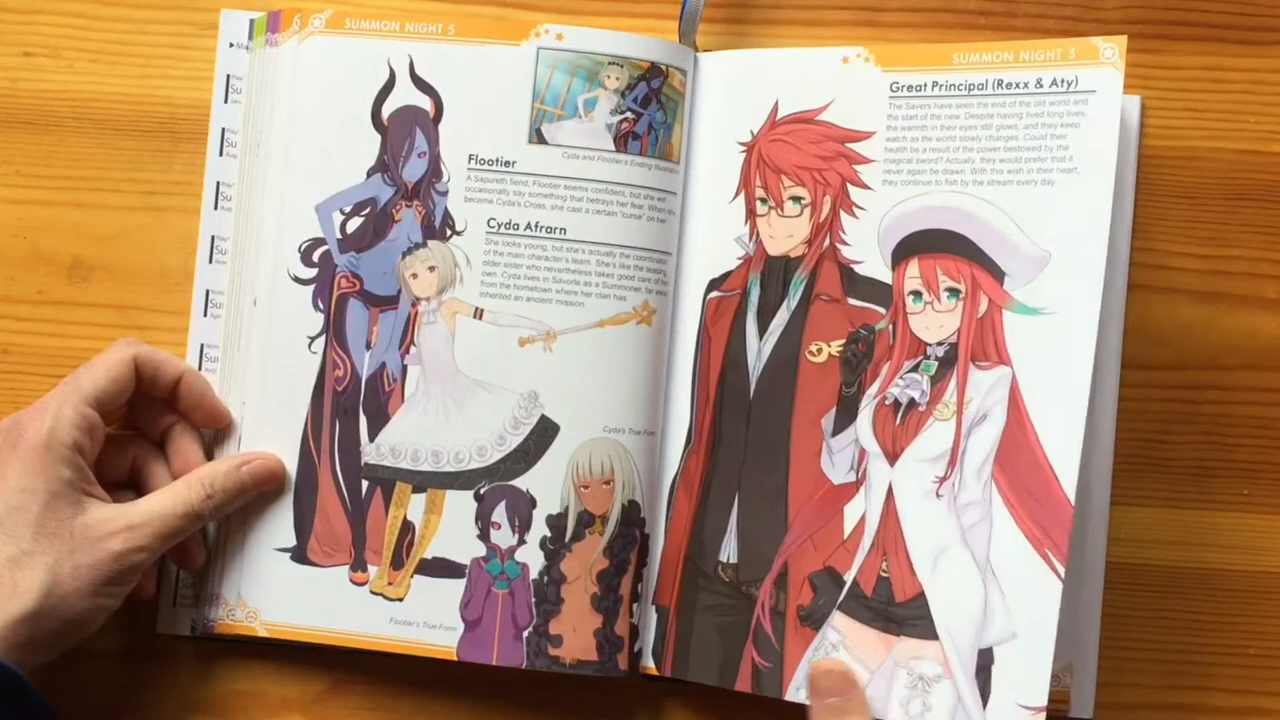 SUMMON NIGHT 5
Cyda and Flootier's Ending Illustration
Flootier
A Sapureth fiend, Flootier seems confident, but she will
occasionally say something that betrays her fear. When she
became Cyda's Cross, she cast a certain "curse" on her.
Cyda Afrarn
She looks young, but she's actually the coordinator
of the main character's team. She's like the teasing
older sister who nevertheless takes good care of her
own. Cyda lives in Savorle as a Summoner, far away
from the hometown where her clan has
inherited an ancient mission.
Cyda's True Form
Flootier's True Form
SUMMON NIGHT 5
Great Principal (Rexx & Aty)
The Savers have seen the end of the old world and
the start of the new. Despite having lived long lives,
the warmth in their eyes still glows, and they keep
watch as the world slowly changes. Could their
health be a result of the power bestowed by the
magical sword? Actually, they would prefer that it
never again be drawn. With this wish in their heart,
they continue to fish by the stream every day.